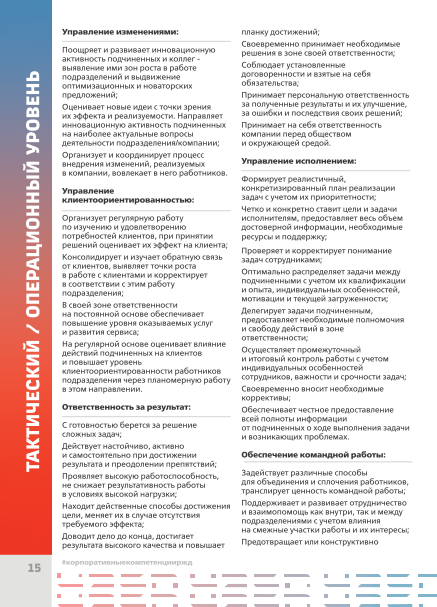 ТАКТИЧЕСКИЙ / ОПЕРАЦИОННЫЙ УРОВЕНЬ
Управление изменениями:
Поощряет и развивает инновационную
активность подчиненных и коллег -
выявление ими зон роста в работе
подразделений и выдвижение
оптимизационных и новаторских
предложений;
Оценивает новые идеи с точки зрения
их эффекта и реализуемости. Направляет
инновационную активность подчиненных
на наиболее актуальные вопросы
деятельности подразделения/компании;
Организует и координирует процесс
внедрения изменений, реализуемых
в компании, вовлекает в него работников.
Управление
клиентоориентированностью:
Организует регулярную работу
по изучению и удовлетворению
потребностей клиентов, при принятии
решений оценивает их эффект на клиента;
Консолидирует и изучает обратную связь
от клиентов, выявляет точки роста
в работе с клиентами и корректирует
в соответствии с этим работу
подразделения;
В своей зоне ответственности
на постоянной основе обеспечивает
повышение уровня оказываемых услуг
и развития сервиса;
На регулярной основе оценивает влияние
действий подчиненных на клиентов
и повышает уровень
клиентоориентированности работников
подразделения через планомерную работу
в этом направлении.
Ответственность за результат:
С готовностью берется за решение
сложных задач;
Действует настойчиво, активно
и самостоятельно при достижении
результата и преодолении препятствий;
Проявляет высокую работоспособность,
не снижает результативность работы
в условиях высокой нагрузки;
Находит действенные способы достижения
цели, меняет их в случае отсутствия
требуемого эффекта;
Доводит дело до конца, достигает
результата высокого качества и повышает
планку достижений;
Своевременно принимает необходимые
решения в зоне своей ответственности;
Соблюдает установленные
договоренности и взятые на себя
обязательства;
Принимает персональную ответственность
за полученные результаты и их улучшение,
за ошибки и последствия своих решений;
Принимает на себя ответственность
компании перед обществом
и окружающей средой.
Управление исполнением:
Формирует реалистичный,
конкретизированный план реализации
задач с учетом их приоритетности;
Четко и конкретно ставит цели и задачи
исполнителям, предоставляет весь объем
достоверной информации, необходимые
ресурсы и поддержку;
Проверяет и корректирует понимание
задач сотрудниками;
Оптимально распределяет задачи между
подчиненными с учетом их квалификации
и опыта, индивидуальных особенностей,
мотивации и текущей загруженности;
Делегирует задачи подчиненным,
предоставляет необходимые полномочия
и свободу действий в зоне
ответственности;
Осуществляет промежуточный
и итоговый контроль работы с учетом
индивидуальных особенностей
сотрудников, важности и срочности задач;
Своевременно вносит необходимые
коррективы;
Обеспечивает честное предоставление
всей полноты информации
от подчиненных о ходе выполнения задачи
и возникающих проблемах.
Обеспечение командной работы:
Задействует различные способы
для объединения и сплочения работников,
транслирует ценность командной работы;
Поддерживает и развивает отрудничество
и взаимопомощь как внутри, так и между
подразделениями с учетом влияния
на смежные участки работы и их интересы;
Предотвращает или конструктивно
15
#корпоративныекомпетенцииржд